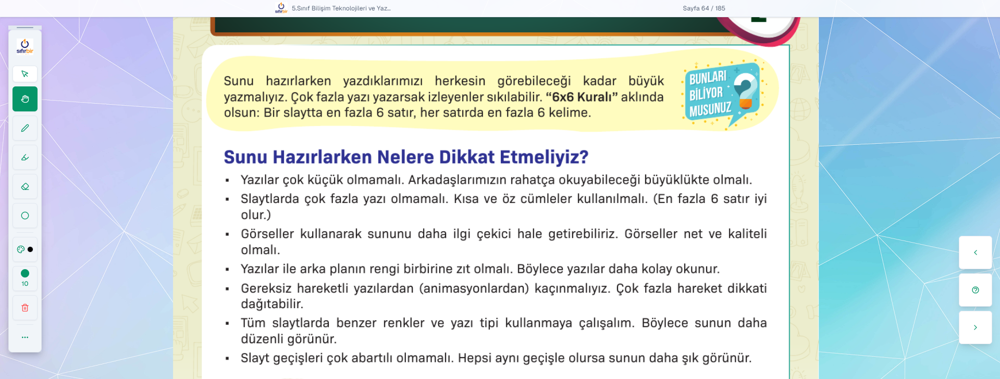 sıfırbir 5.Sınıf Bilişim Teknolojileri ve Yaz...
Sayfa 64 / 185
sıfırbir
10
Sunu hazırlarken yazdıklarımızı herkesin görebileceği kadar büyük
yazmalıyız. Çok fazla yazı yazarsak izleyenler sıkılabilir. “6x6 Kuralı” aklında
olsun: Bir slaytta en fazla 6 satır, her satırda en fazla 6 kelime.
BUNLARI
BİLİYOR
MUSUNUZ
Sunu Hazırlarken Nelere Dikkat Etmeliyiz?
▪ Yazılar çok küçük olmamalı. Arkadaşlarımızın rahatça okuyabileceği büyüklükte olmalı.
▪ Slaytlarda çok fazla yazı olmamalı. Kısa ve öz cümleler kullanılmalı. (En fazla 6 satır iyi
olur.)
▪ Görseller kullanarak sununu daha ilgi çekici hale getirebiliriz. Görseller net ve kaliteli
olmalı.
▪ Yazılar ile arka planın rengi birbirine zıt olmalı. Böylece yazılar daha kolay okunur.
▪ Gereksiz hareketli yazılardan (animasyonlardan) kaçınmalıyız. Çok fazla hareket dikkati
dağıtabilir.
▪ Tüm slaytlarda benzer renkler ve yazı tipi kullanmaya çalışalım. Böylece sunun daha
düzenli görünür.
▪ Slayt geçişleri çok abartılı olmamalı. Hepsi aynı geçişle olursa sunun daha şık görünür.